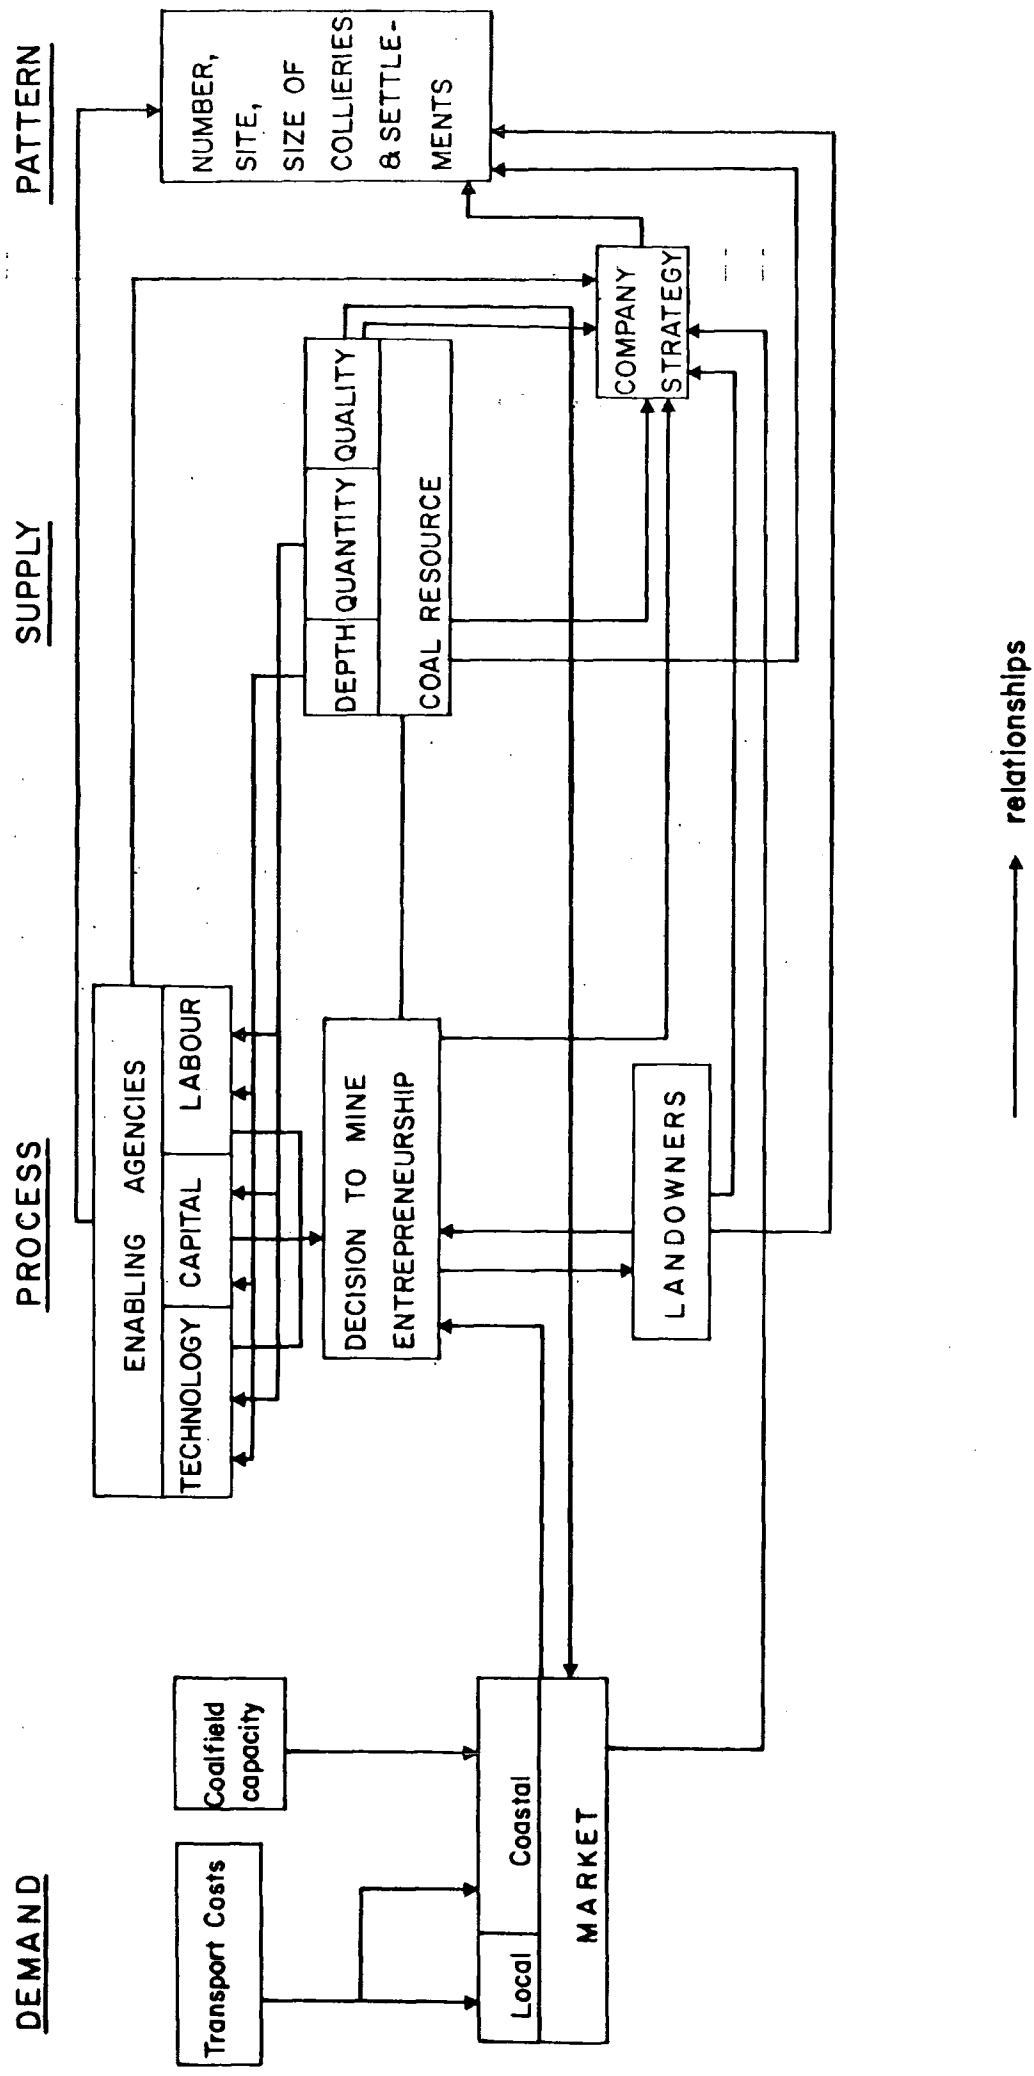 DEMAND
PROCESS
SUPPLY
PATTERN
Transport Costs
Coalfield
capacity
Local
Coastal
MARKET
ENABLING AGENCIES
TECHNOLOGY
CAPITAL
LABOUR
DECISION TO MINE
ENTREPRENEURSHIP
LANDOWNERS
DEPTH
QUANTITY
QUALITY
COAL RESOURCE
COMPANY
STRATEGY
NUMBER,
SITE,
SIZE OF
COLLIERIES
& SETTLE-
MENTS
relationships